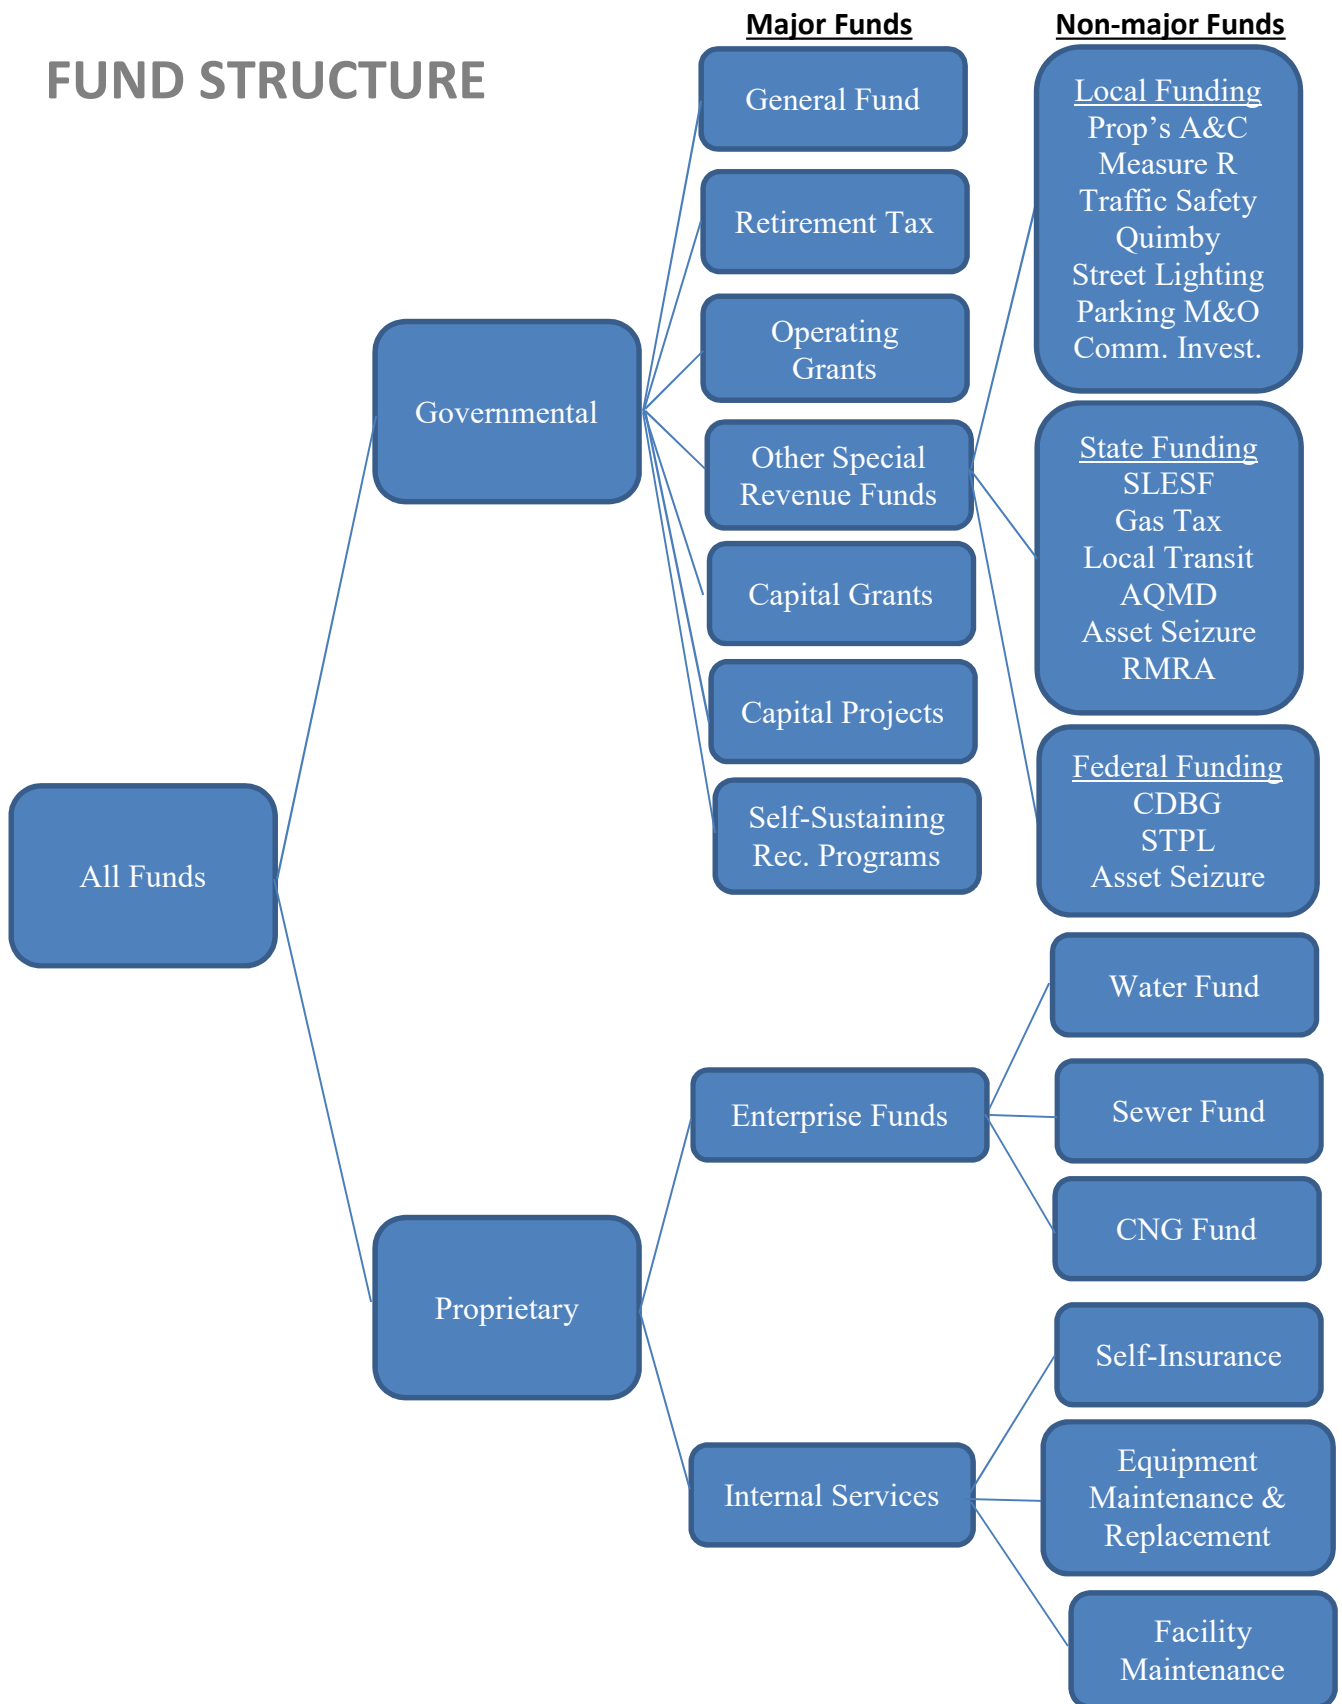 Major Funds
Non-major Funds
FUND STRUCTURE
General Fund
Retirement Tax
Operating
Grants
Other Special
Revenue Funds
Capital Grants
Capital Projects
Self-Sustaining
Rec. Programs
Local Funding
Prop’s A&C
Measure R
Traffic Safety
Quimby
Street Lighting
Parking M&O
Comm. Invest.
State Funding
SLESF
Gas Tax
Local Transit
AQMD
Asset Seizure
RMRA
Federal Funding
CDBG
STPL
Asset Seizure
Governmental
All Funds
Proprietary
Enterprise Funds
Water Fund
Sewer Fund
CNG Fund
Internal Services
Self-Insurance
Equipment
Maintenance &
Replacement
Facility
Maintenance